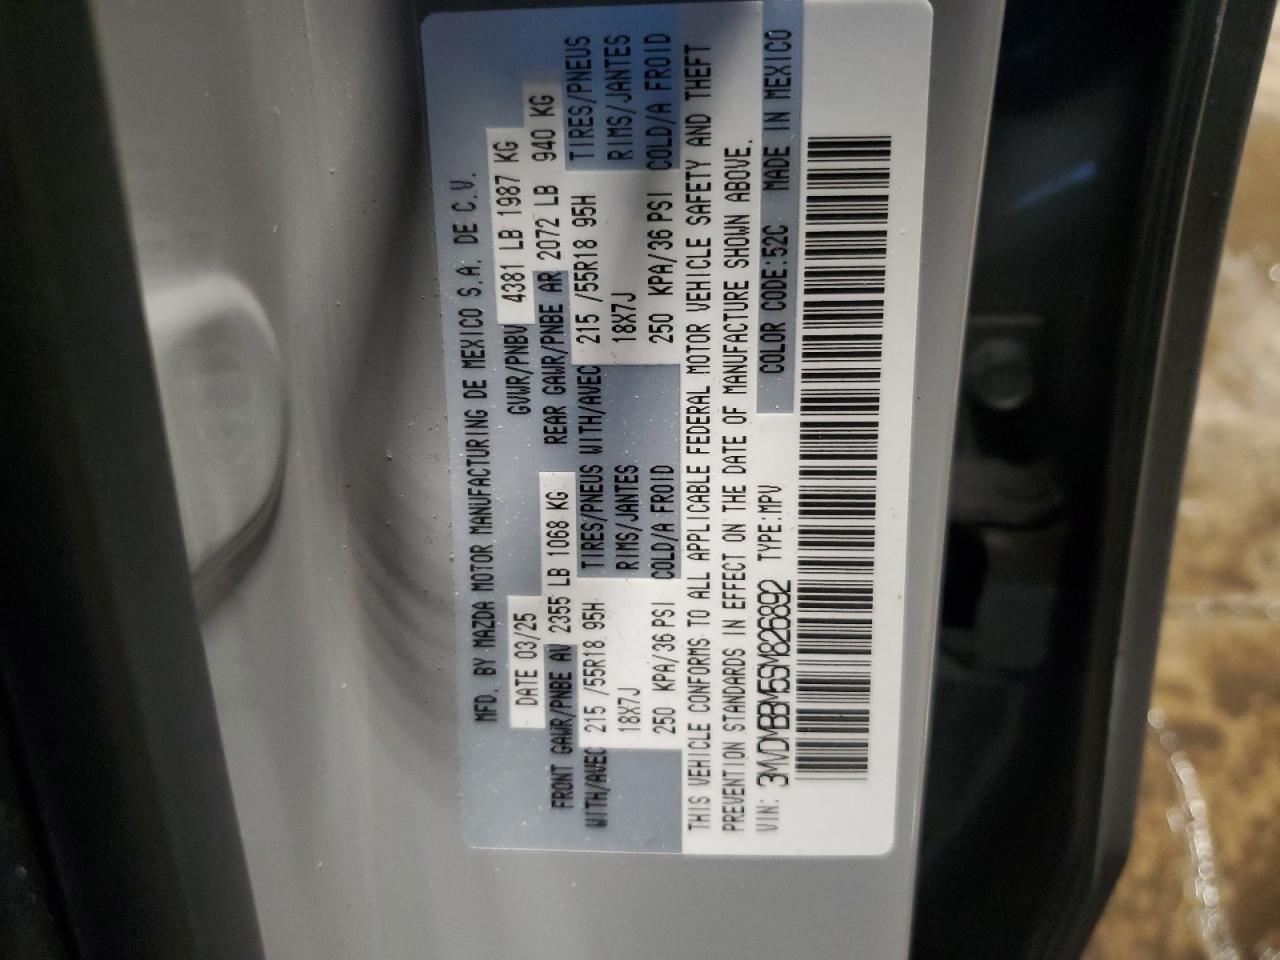 MFD. BY MAZDA MOTOR MANUFACTURING DE MEXICO S.A. DE C.V.
DATE 03/25 GVWR/PNBV 4381 LB 1987 KG
FRONT GAWR/PNBE AV 2355 LB 1068 KG REAR GAWR/PNBE AR 2072 LB 940 KG
WITH/AVEC 215 /55R18 95H TIRES/PNEUS WITH/AVEC 215 /55R18 95H TIRES/PNEUS
18X7J RIMS/JANTES 18X7J RIMS/JANTES
250 KPA/36 PSI COLD/A FROID 250 KPA/36 PSI COLD/A FROID
THIS VEHICLE CONFORMS TO ALL APPLICABLE FEDERAL MOTOR VEHICLE SAFETY AND THEFT
PREVENTION STANDARDS IN EFFECT ON THE DATE OF MANUFACTURE SHOWN ABOVE.
VIN: 3MVDMBBM5SM826892 TYPE:MPV COLOR CODE:52C MADE IN MEXICO